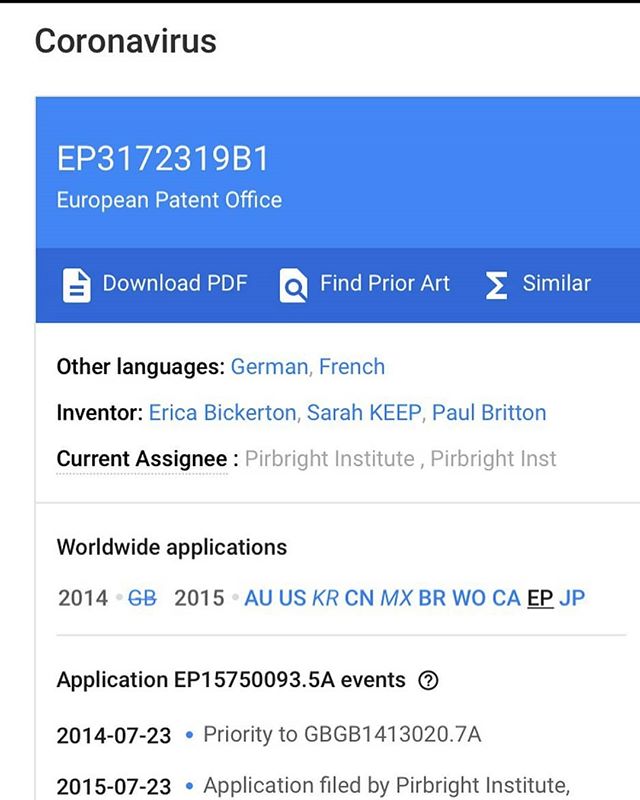 Coronavirus
EP3172319B1
European Patent Office
Download PDF Find Prior Art Similar
Other languages: German, French
Inventor: Erica Bickerton, Sarah KEEP, Paul Britton
Current Assignee : Pirbright Institute , Pirbright Inst
Worldwide applications
2014 • GB 2015 • AU US KR CN MX BR WO CA EP JP
Application EP15750093.5A events
2014-07-23 • Priority to GBGB1413020.7A
2015-07-23 • Application filed by Pirbright Institute,